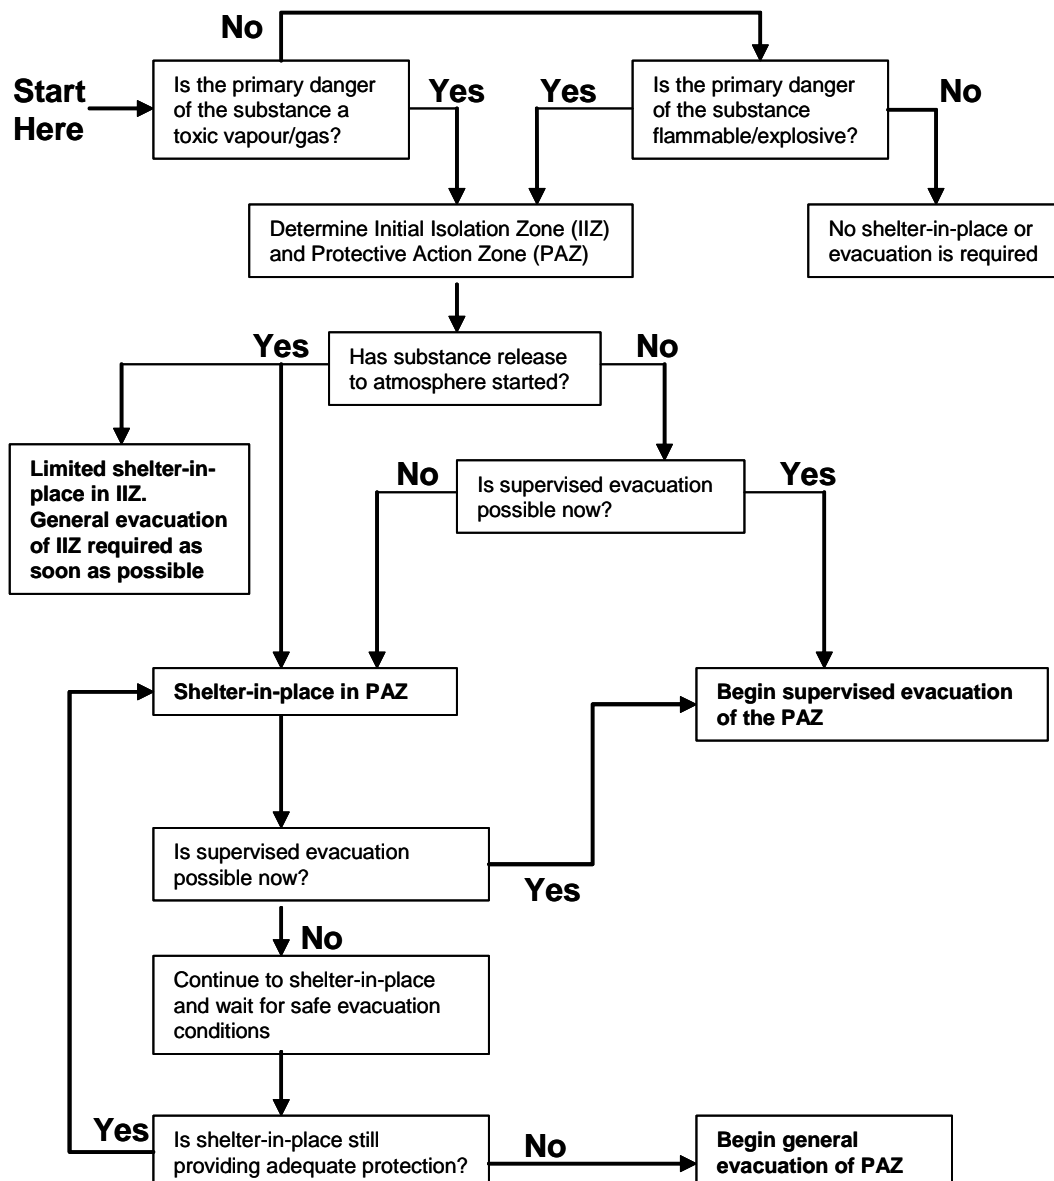 No
Start
Here
Is the primary danger
of the substance a
toxic vapour/gas?
Yes
Yes
Is the primary danger
of the substance
flammable/explosive?
No
Determine Initial Isolation Zone (IIZ)
and Protective Action Zone (PAZ)
No shelter-in-place or
evacuation is required
Yes
Has substance release
to atmosphere started?
No
Limited shelter-in-
place in IIZ.
General evacuation
of IIZ required as
soon as possible
No
Is supervised evacuation
possible now?
Yes
Shelter-in-place in PAZ
Begin supervised evacuation
of the PAZ
Is supervised evacuation
possible now?
Yes
No
Continue to shelter-in-place
and wait for safe evacuation
conditions
Yes
Is shelter-in-place still
providing adequate protection?
No
Begin general
evacuation of PAZ